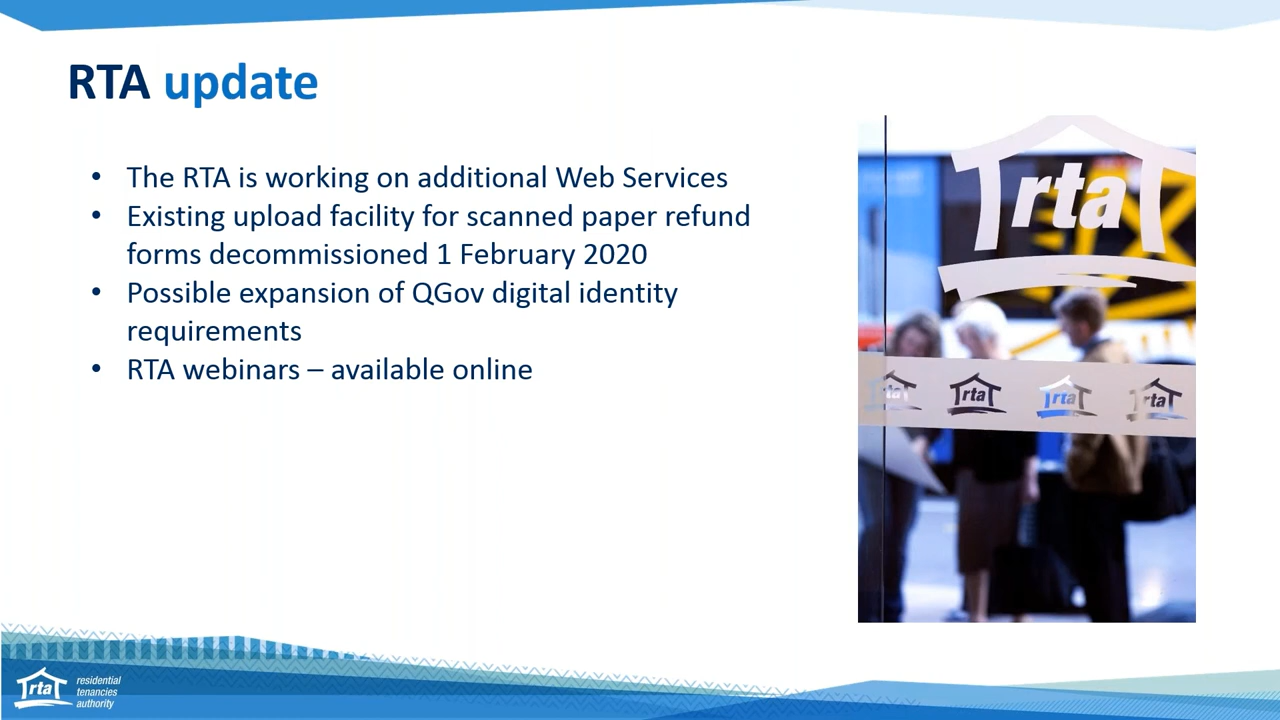 RTA update
• The RTA is working on additional Web Services
• Existing upload facility for scanned paper refund
forms decommissioned 1 February 2020
• Possible expansion of QGov digital identity
requirements
• RTA webinars – available online
rta
rta rta rta rta
rta
residential
tenancies
authority